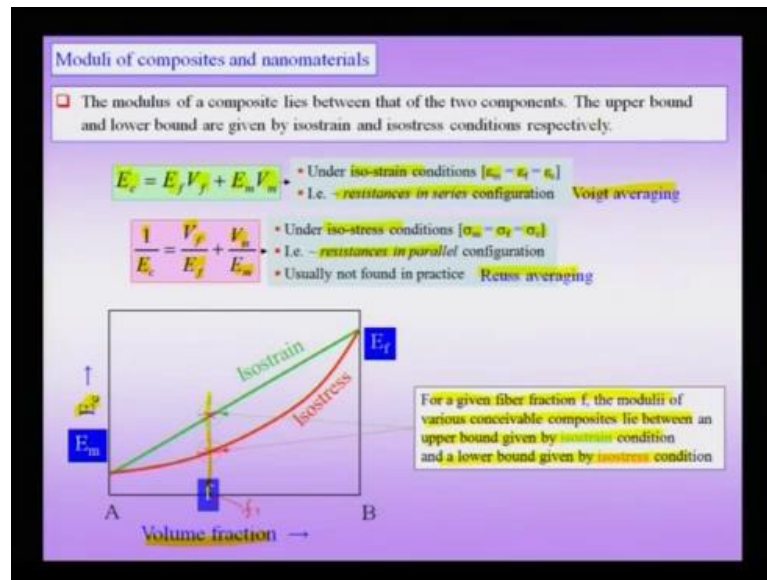 Moduli of composites and nanomaterials
❑ The modulus of a composite lies between that of the two components. The upper bound
and lower bound are given by isostrain and isostress conditions respectively.
E_c = E_f V_f + E_m V_m
• Under iso-strain conditions [ε_m = ε_f = ε_c]
• I.e. ~ resistances in series configuration Voigt averaging
1/E_c = V_f/E_f + V_m/E_m
• Under iso-stress conditions [σ_m = σ_f = σ_c]
• I.e. ~ resistances in parallel configuration
• Usually not found in practice Reuss averaging
E_f
Isostrain
Isostress
For a given fiber fraction f, the modulii of
various conceivable composites lie between an
upper bound given by isostrain condition
and a lower bound given by isostress condition
E_m
f
f₁
A
B
Volume fraction →